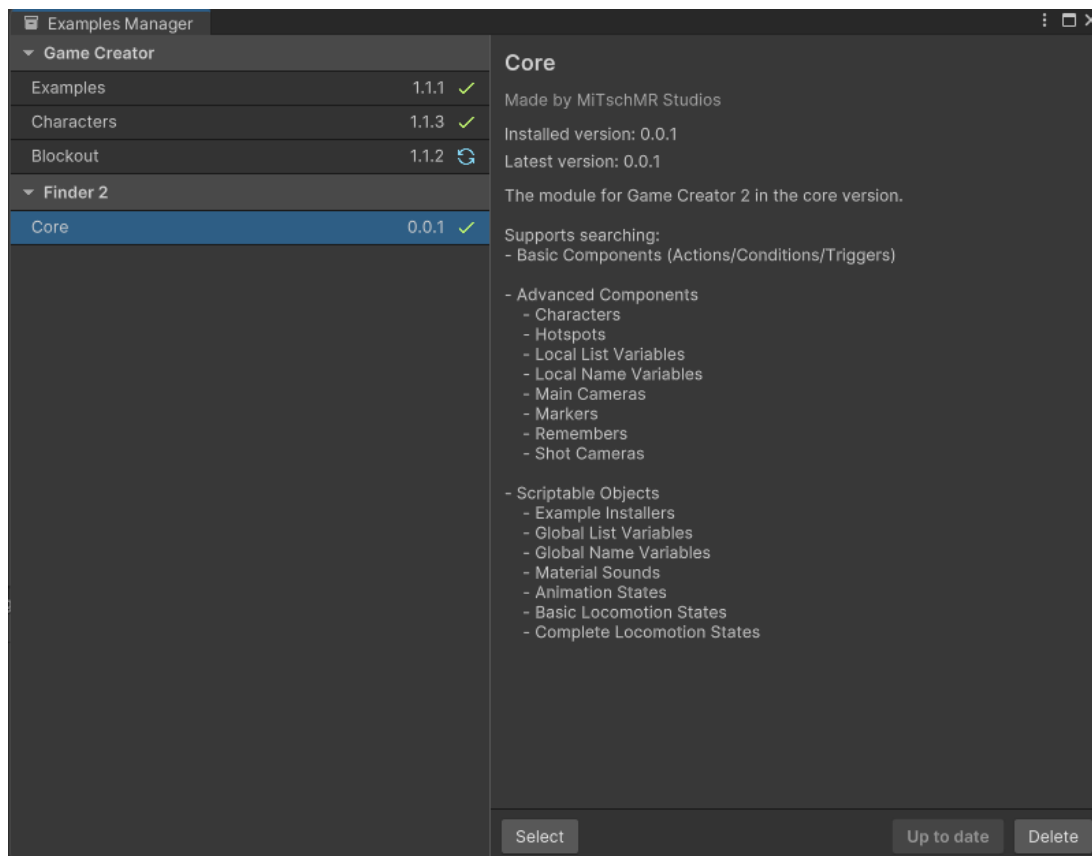 Examples Manager
Game Creator
Examples 1.1.1
Characters 1.1.3
Blockout 1.1.2
Finder 2
Core 0.0.1
Core
Made by MiTschMR Studios
Installed version: 0.0.1
Latest version: 0.0.1
The module for Game Creator 2 in the core version.
Supports searching:
- Basic Components (Actions/Conditions/Triggers)
- Advanced Components
- Characters
- Hotspots
- Local List Variables
- Local Name Variables
- Main Cameras
- Markers
- Remembers
- Shot Cameras
- Scriptable Objects
- Example Installers
- Global List Variables
- Global Name Variables
- Material Sounds
- Animation States
- Basic Locomotion States
- Complete Locomotion States
Select Up to date Delete